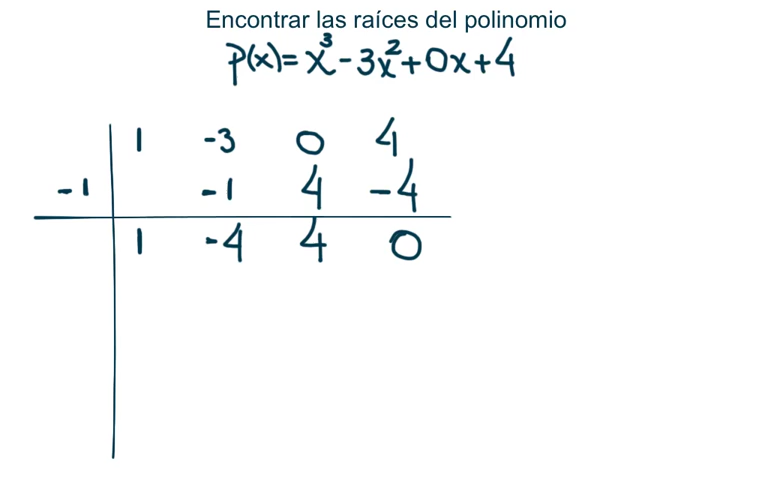 Encontrar las raíces del polinomio
P(x)= x³-3x²+0x+4
1 -3 0 4
-1 -1 4 -4
1 -4 4 0